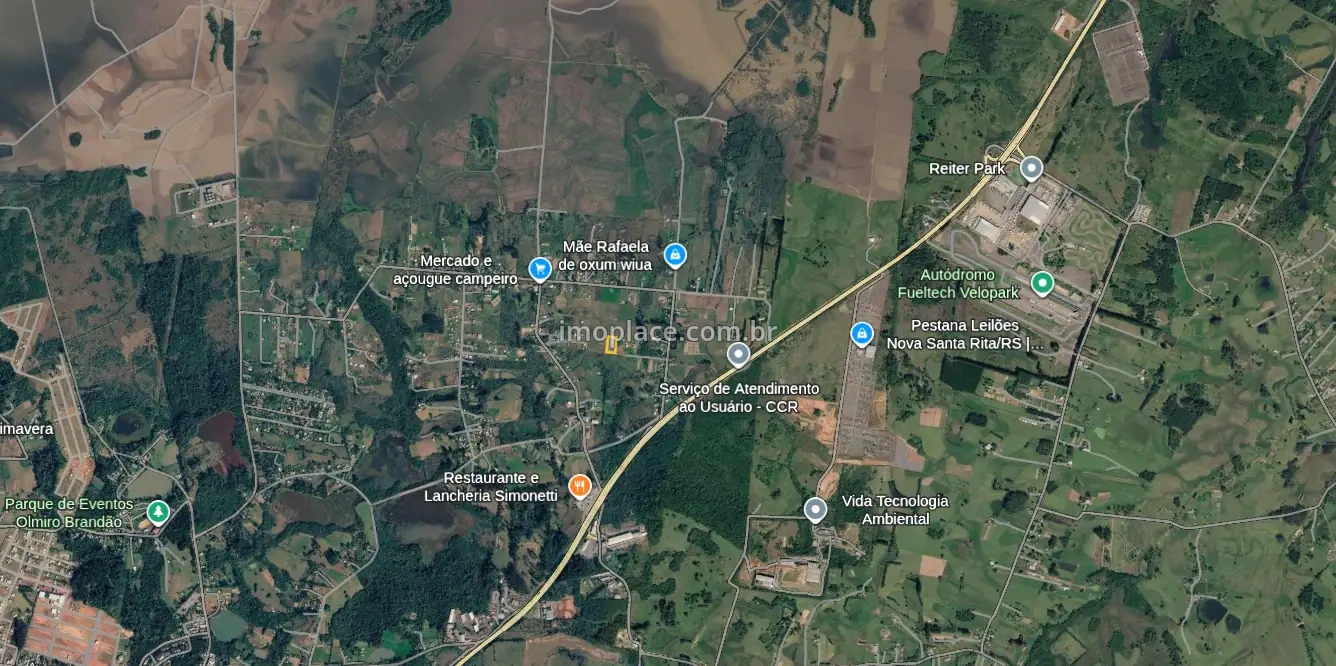 Reiter Park
Mãe Rafaela
de oxum wiua
Mercado e
açougue campeiro
Autódromo
Fueltech Velopark
imoplace.com.br
Pestana Leilões
Nova Santa Rita/RS |...
Serviço de Atendimento
ao Usuário - CCR
imavera
Restaurante e
Lancheria Simonetti
Parque de Eventos
Olmiro Brandão
Vida Tecnologia
Ambiental